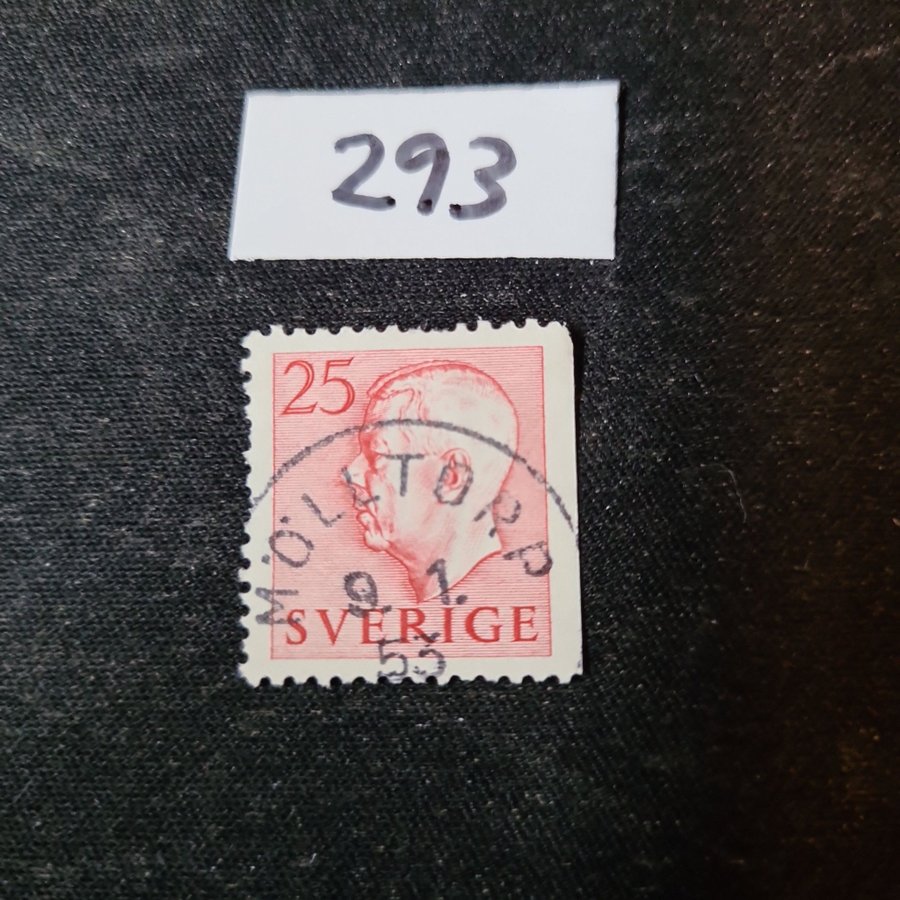 293
25
MÖLLTORP
9. 1.
SVERIGE
55